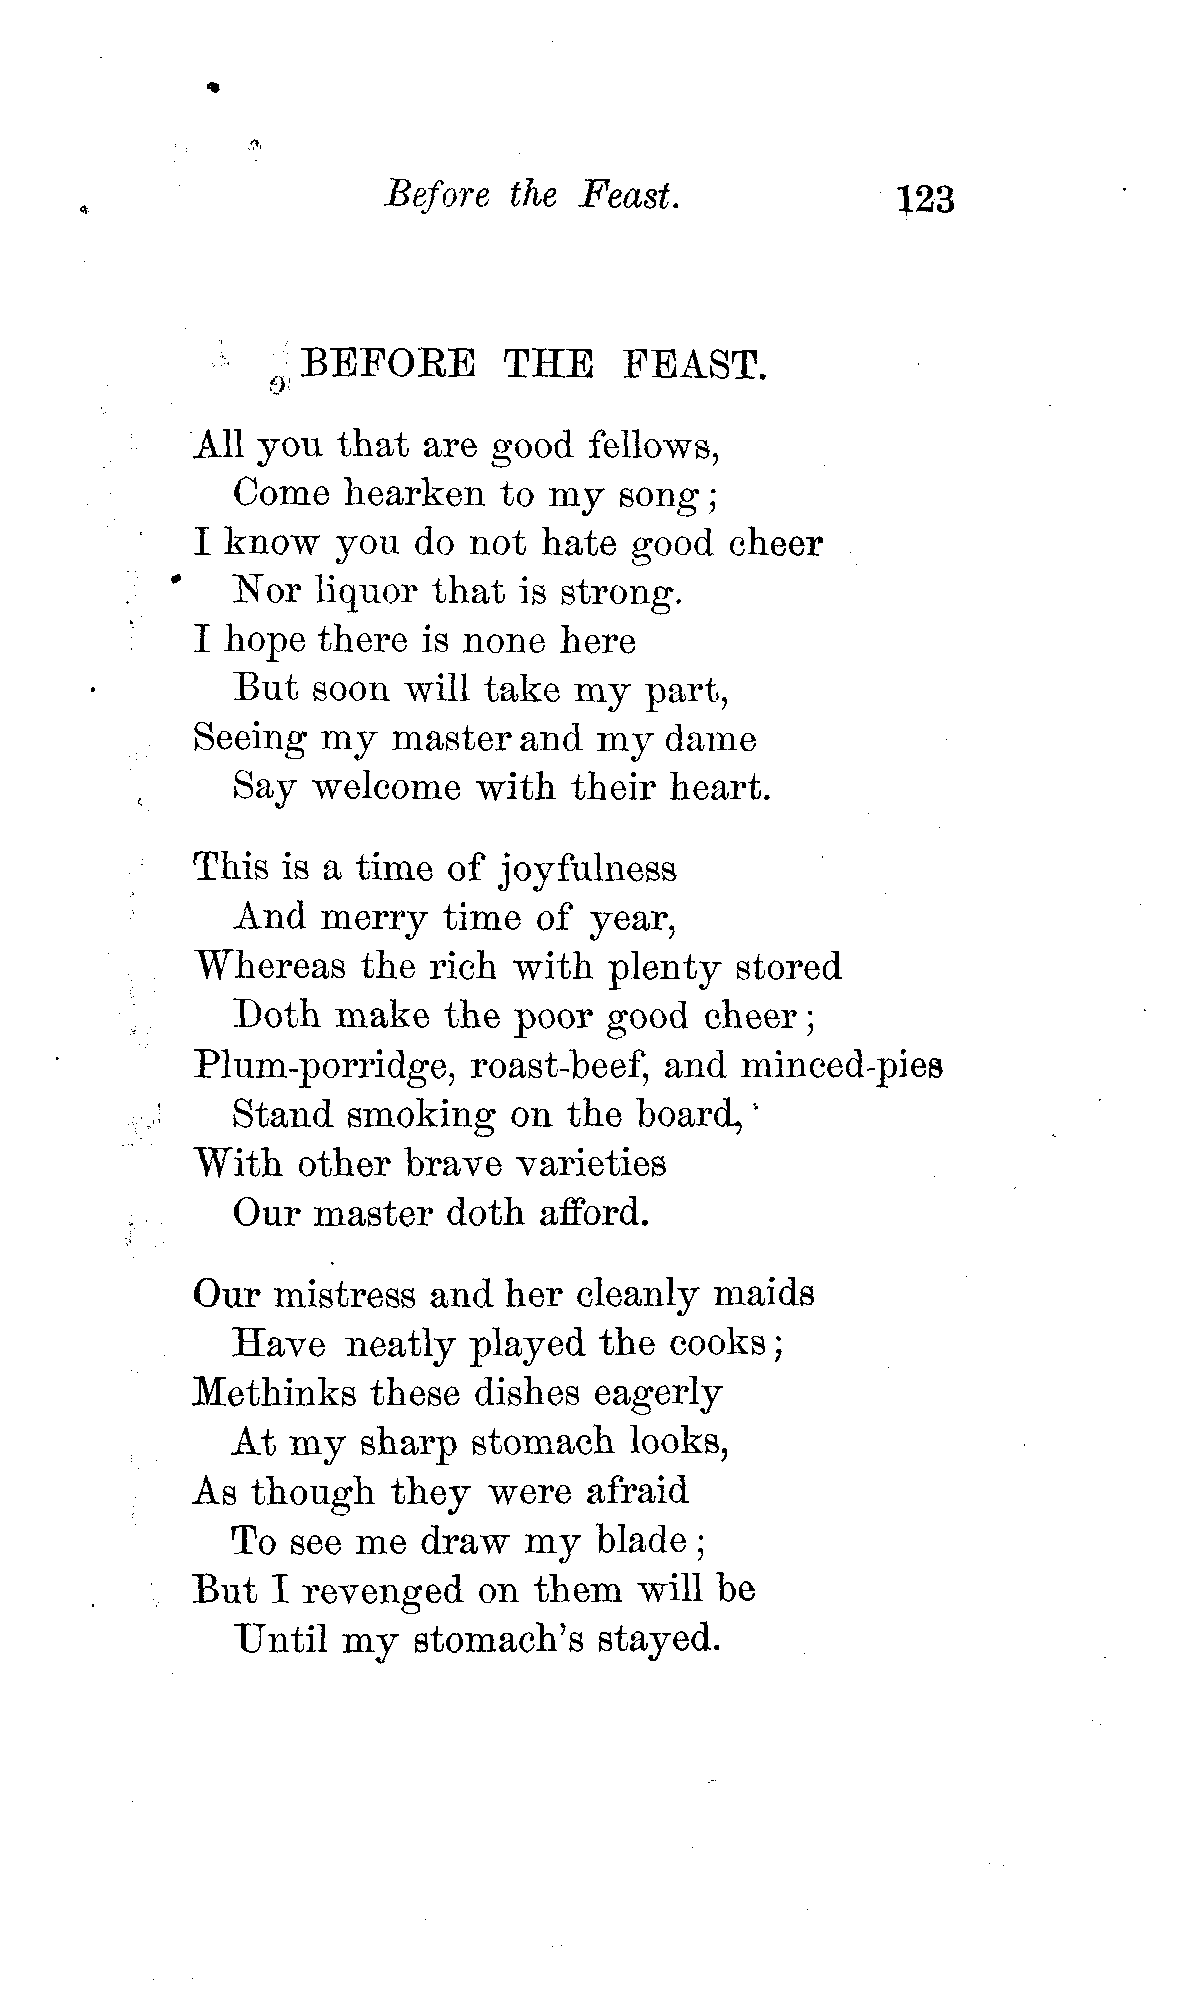 Before the Feast. 123
BEFORE THE FEAST.
All you that are good fellows,
Come hearken to my song;
I know you do not hate good cheer
Nor liquor that is strong.
I hope there is none here
But soon will take my part,
Seeing my master and my dame
Say welcome with their heart.
This is a time of joyfulness
And merry time of year,
Whereas the rich with plenty stored
Doth make the poor good cheer;
Plum-porridge, roast-beef, and minced-pies
Stand smoking on the board,
With other brave varieties
Our master doth afford.
Our mistress and her cleanly maids
Have neatly played the cooks;
Methinks these dishes eagerly
At my sharp stomach looks,
As though they were afraid
To see me draw my blade;
But I revenged on them will be
Until my stomach's stayed.